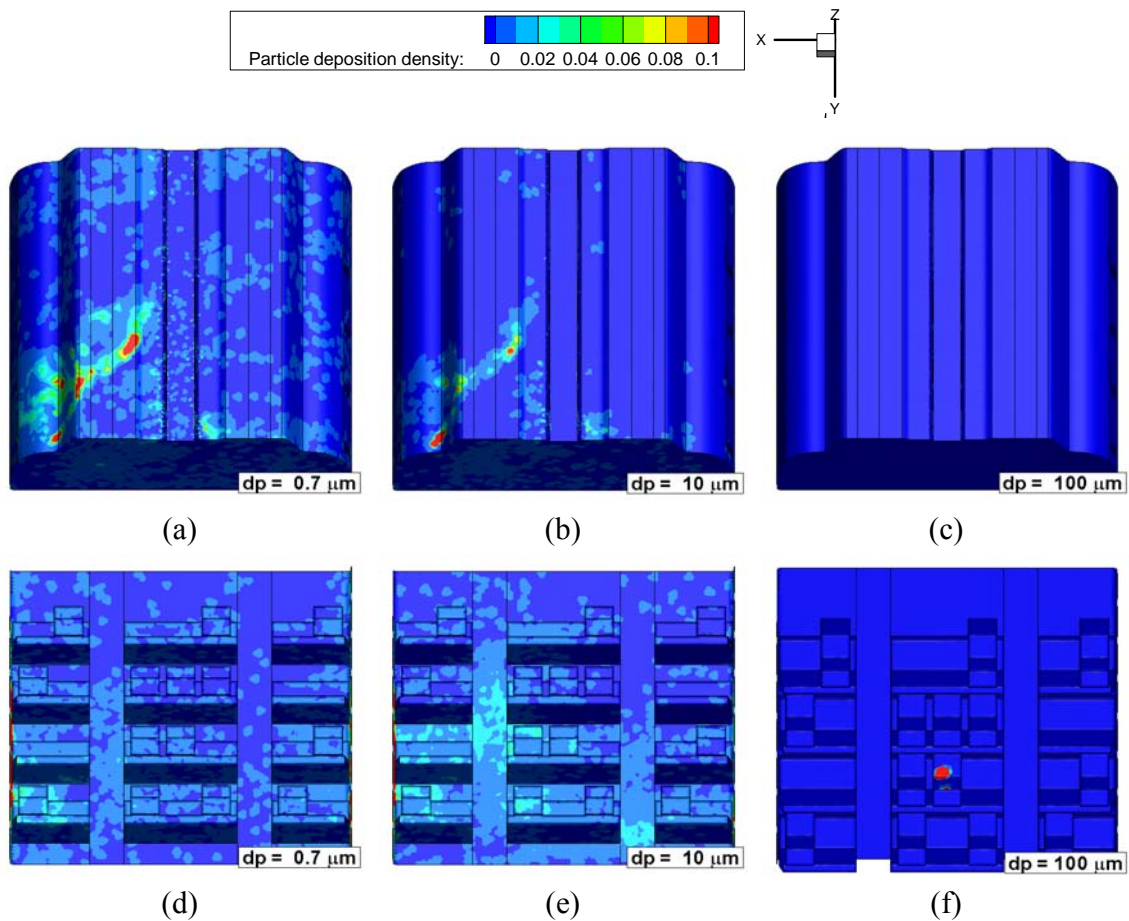 Particle deposition density: 0 0.02 0.04 0.06 0.08 0.1
Z
X
Y
dp = 0.7 μm
dp = 10 μm
dp = 100 μm
(a)
(b)
(c)
dp = 0.7 μm
dp = 10 μm
dp = 100 μm
(d)
(e)
(f)